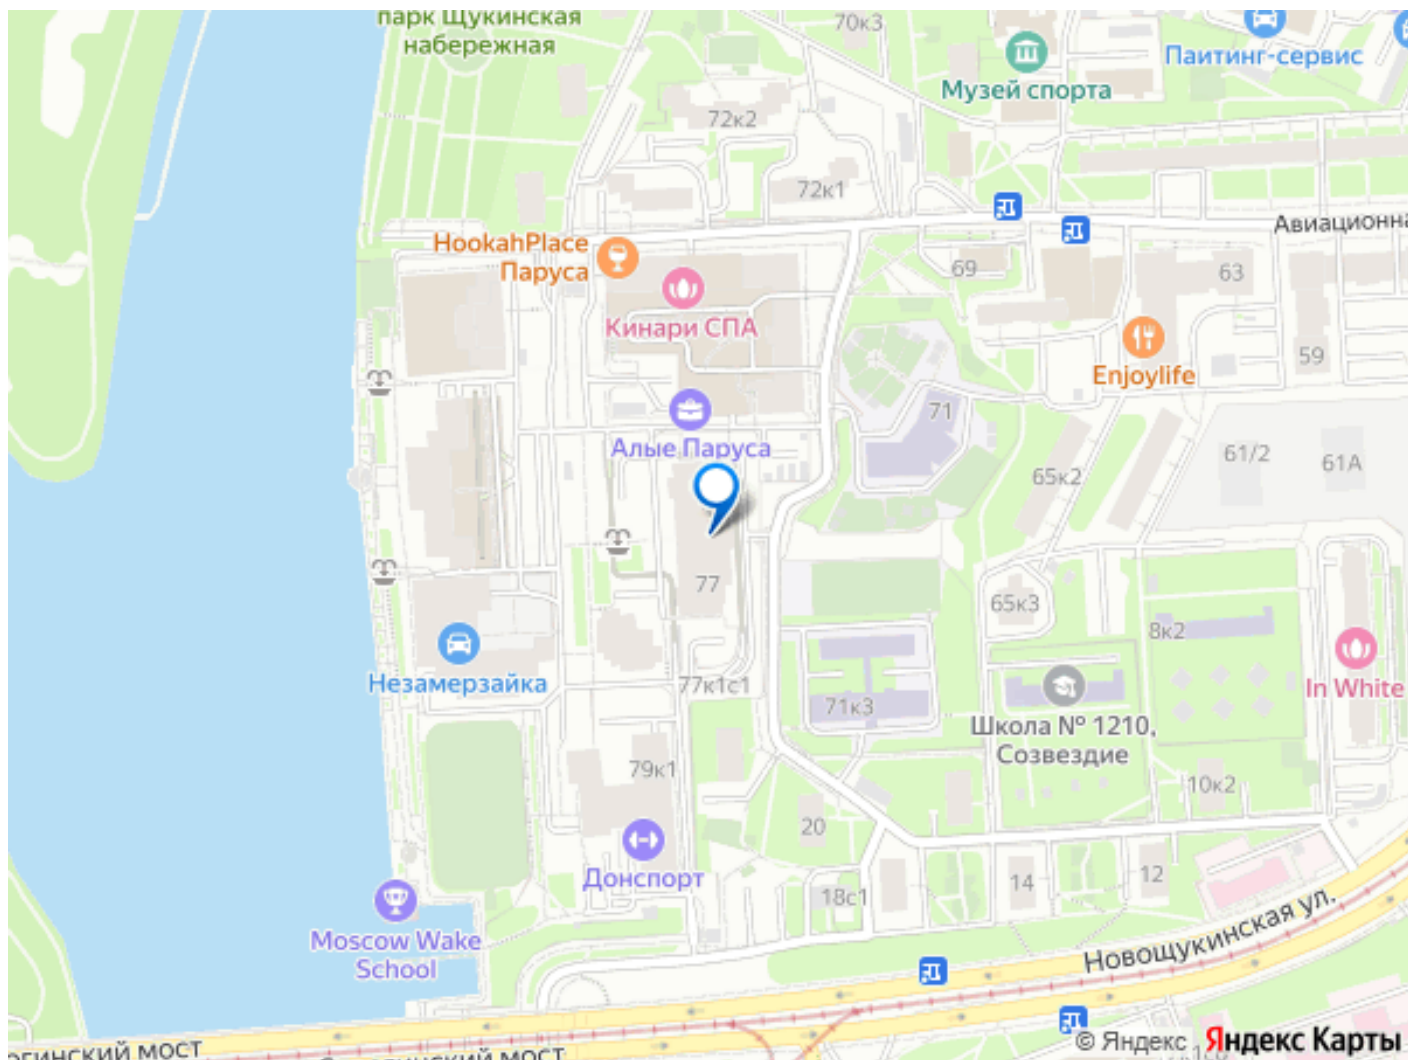 парк Щукинская
набережная
70к3
Музей спорта
Паитинг-сервис
72к2
72к1
Авиационна
HookahPlace
Паруса
69
63
Кинари СПА
59
Enjoylife
71
Алые Паруса
65к2
61/2
61А
77
65к3
8к2
Незамерзайка
77к1с1
71к3
Школа № 1210,
Созвездие
In White
79к1
10к2
20
Донспорт
18с1
14
12
Moscow Wake
School
Новощукинская ул.
огинский мост
мост
© Яндекс Яндекс Карты